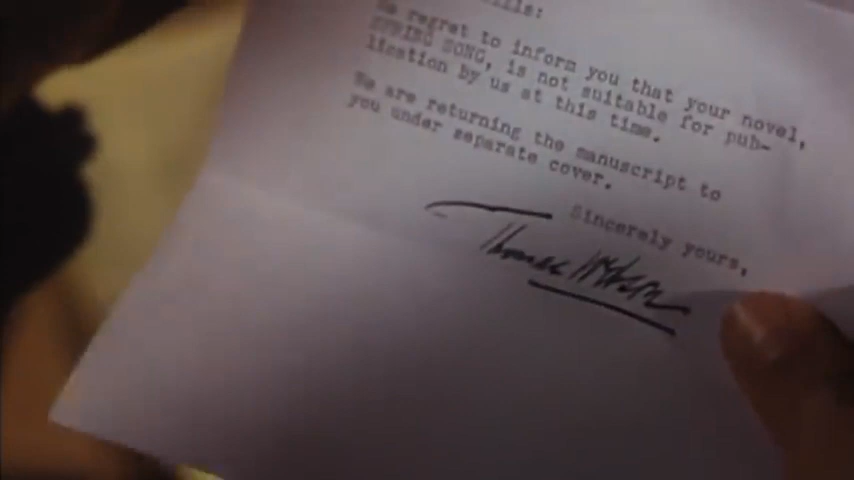 We regret to inform you that your novel,
SPRING SONG, is not suitable for pub-
lication by us at this time.
We are returning the manuscript to
you under separate cover.
Sincerely yours,
Thomas